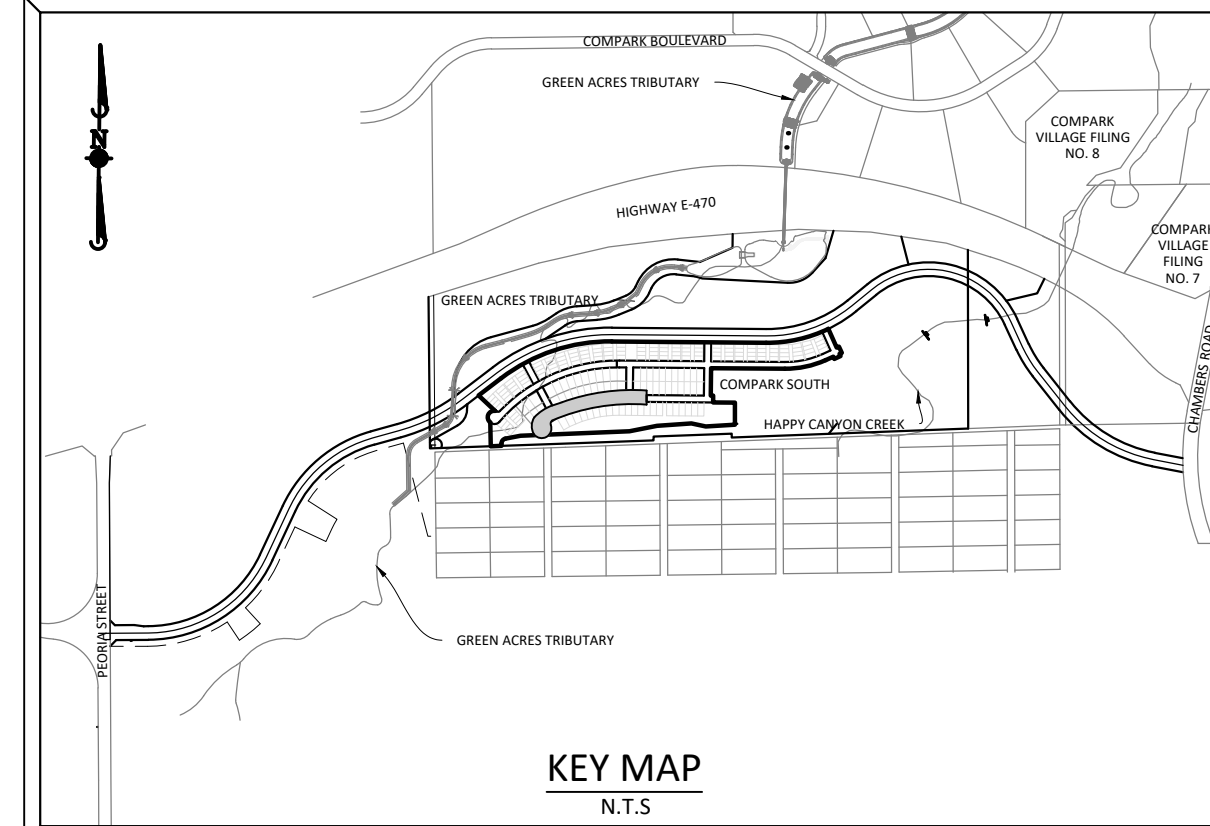 COMPARK BOULEVARD
GREEN ACRES TRIBUTARY
COMPARK
VILLAGE FILING
NO. 8
N
HIGHWAY E-470
COMPARK
VILLAGE
FILING
NO. 7
GREEN ACRES TRIBUTARY
CHAMBERS ROAD
COMPARK SOUTH
HAPPY CANYON CREEK
PEORIA STREET
GREEN ACRES TRIBUTARY
KEY MAP
N.T.S